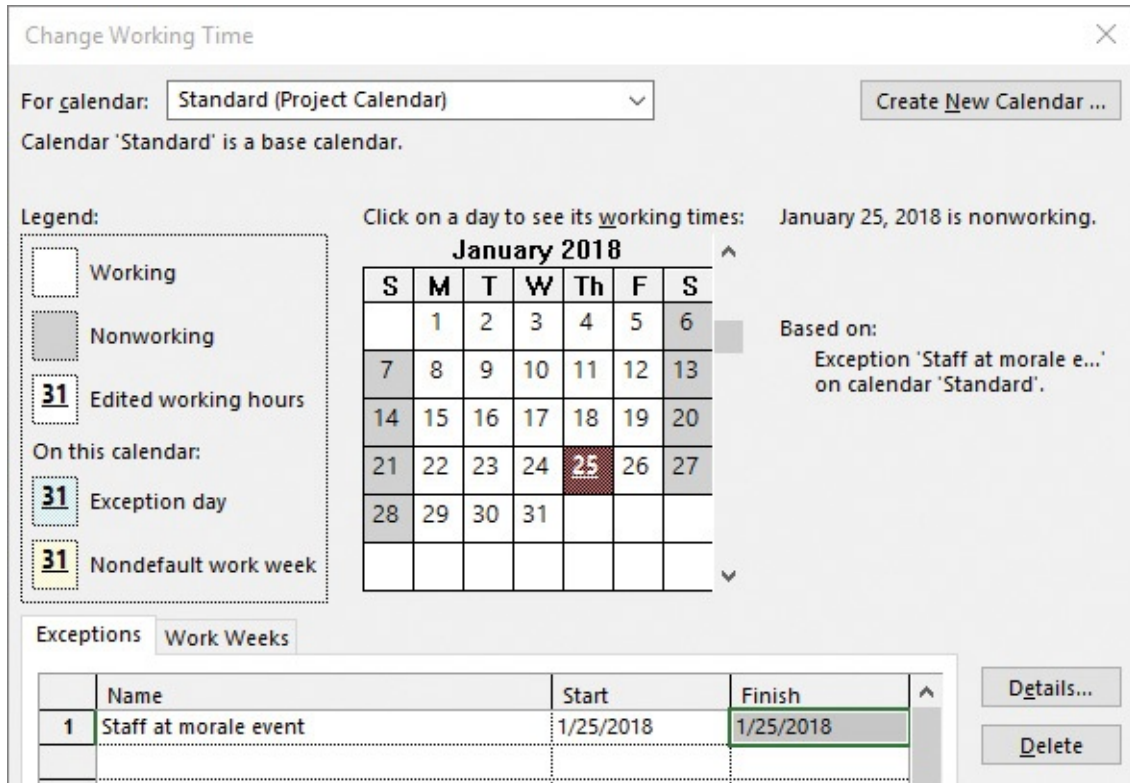 Change Working Time
For calendar: Standard (Project Calendar) Create New Calendar ...
Calendar 'Standard' is a base calendar.
Legend: Click on a day to see its working times: January 25, 2018 is nonworking.
January 2018
Working
S M T W Th F S
1 2 3 4 5 6
Nonworking
Based on:
7 8 9 10 11 12 13
Exception 'Staff at morale e...'
on calendar 'Standard'.
31 Edited working hours
14 15 16 17 18 19 20
On this calendar:
21 22 23 24 25 26 27
31 Exception day
28 29 30 31
31 Nondefault work week
Exceptions Work Weeks
Name Start Finish Details...
1 Staff at morale event 1/25/2018 1/25/2018
Delete